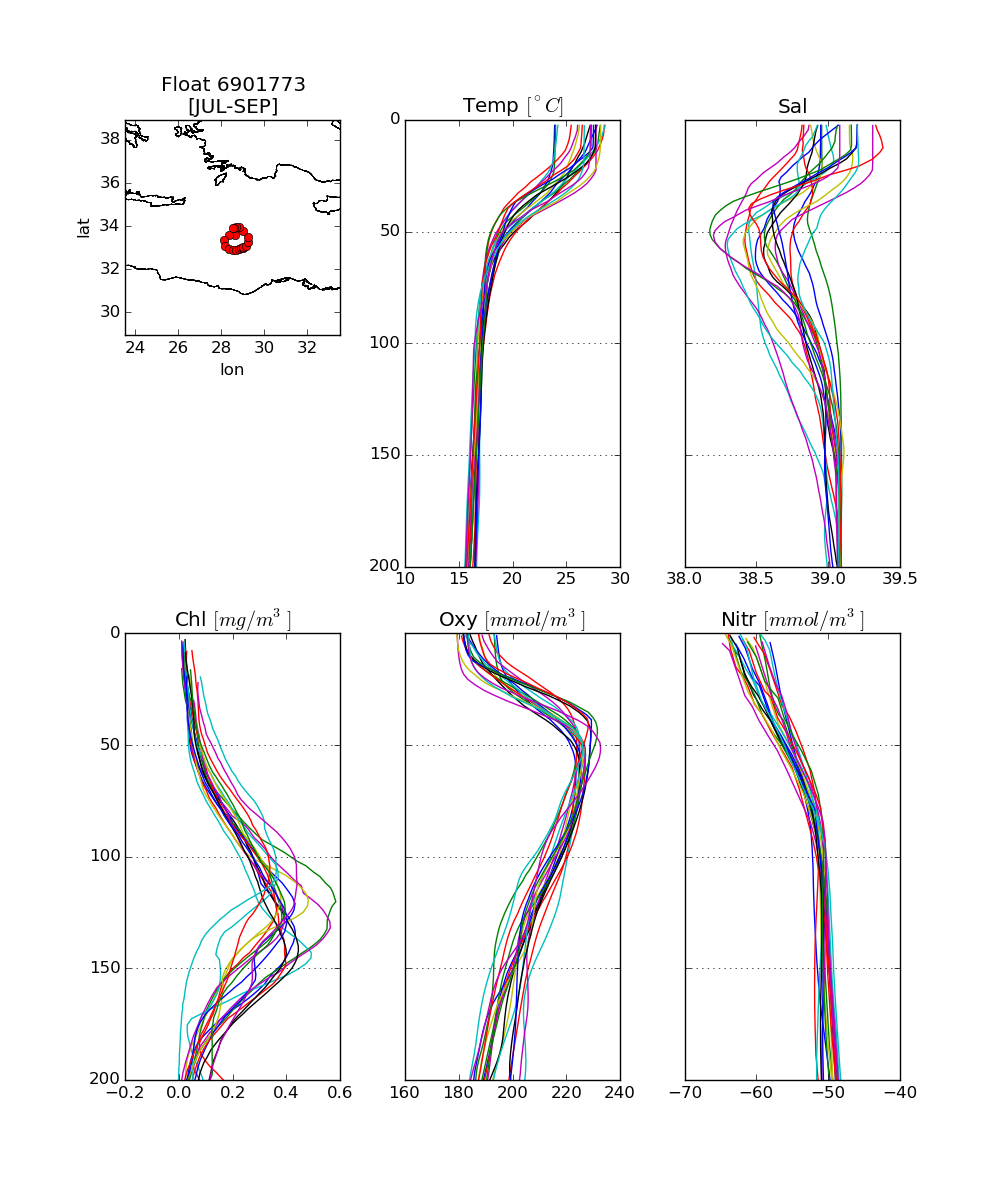 Float 6901773
[JUL-SEP]
38
36
34
32
30
lat
24 26 28 30 32
lon
Temp [°C]
0
50
100
150
200
10 15 20 25 30
Sal
38.0 38.5 39.0 39.5
Chl [mg/m³]
0
50
100
150
200
−0.2 0.0 0.2 0.4 0.6
Oxy [mmol/m³]
160 180 200 220 240
Nitr [mmol/m³]
−70 −60 −50 −40